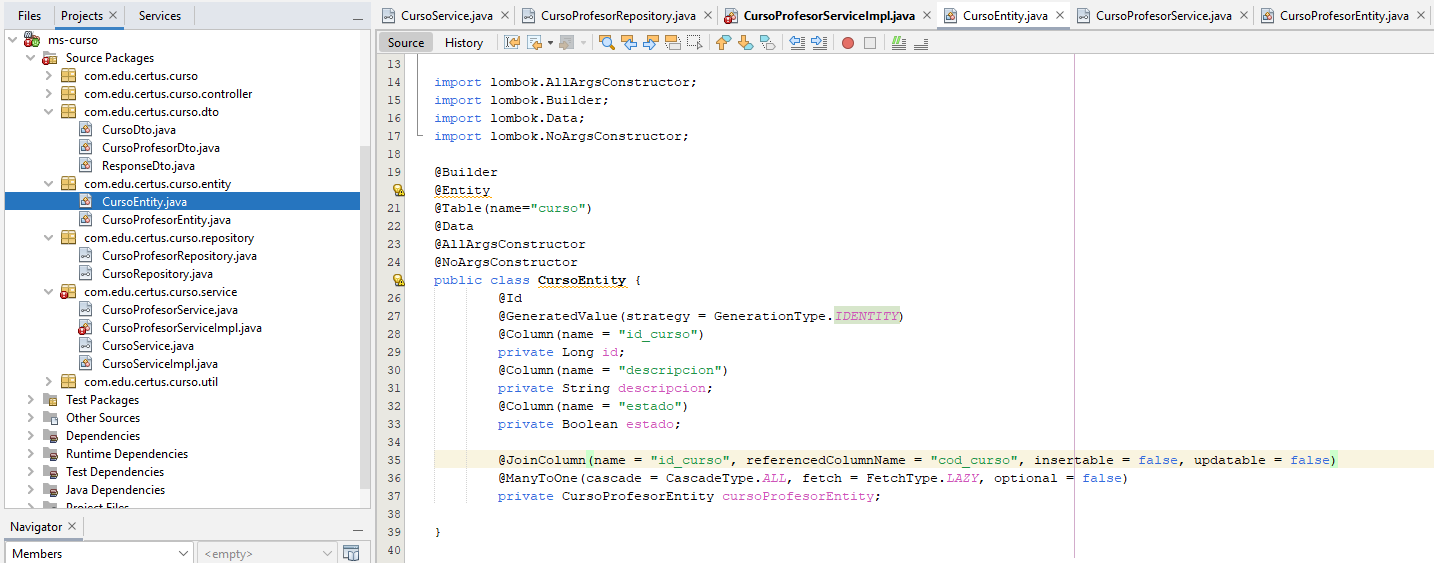 Files Projects Services
ms-curso
Source Packages
com.edu.certus.curso
com.edu.certus.curso.controller
com.edu.certus.curso.dto
CursoDto.java
CursoProfesorDto.java
ResponseDto.java
com.edu.certus.curso.entity
CursoEntity.java
CursoProfesorEntity.java
com.edu.certus.curso.repository
CursoProfesorRepository.java
CursoRepository.java
com.edu.certus.curso.service
CursoProfesorService.java
CursoProfesorServiceImpl.java
CursoService.java
CursoServiceImpl.java
com.edu.certus.curso.util
Test Packages
Other Sources
Dependencies
Runtime Dependencies
Test Dependencies
Java Dependencies
Project Files
Navigator
Members <empty>
CursoService.java CursoProfesorRepository.java CursoProfesorServiceImpl.java CursoEntity.java CursoProfesorService.java CursoProfesorEntity.java
Source History
13
14 import lombok.AllArgsConstructor;
15 import lombok.Builder;
16 import lombok.Data;
17 import lombok.NoArgsConstructor;
18
19 @Builder
@Entity
21 @Table(name="curso")
22 @Data
23 @AllArgsConstructor
24 @NoArgsConstructor
public class CursoEntity {
26 @Id
27 @GeneratedValue(strategy = GenerationType.IDENTITY)
28 @Column(name = "id_curso")
29 private Long id;
30 @Column(name = "descripcion")
31 private String descripcion;
32 @Column(name = "estado")
33 private Boolean estado;
34
35 @JoinColumn(name = "id_curso", referencedColumnName = "cod_curso", insertable = false, updatable = false)
36 @ManyToOne(cascade = CascadeType.ALL, fetch = FetchType.LAZY, optional = false)
37 private CursoProfesorEntity cursoProfesorEntity;
38
39 }
40